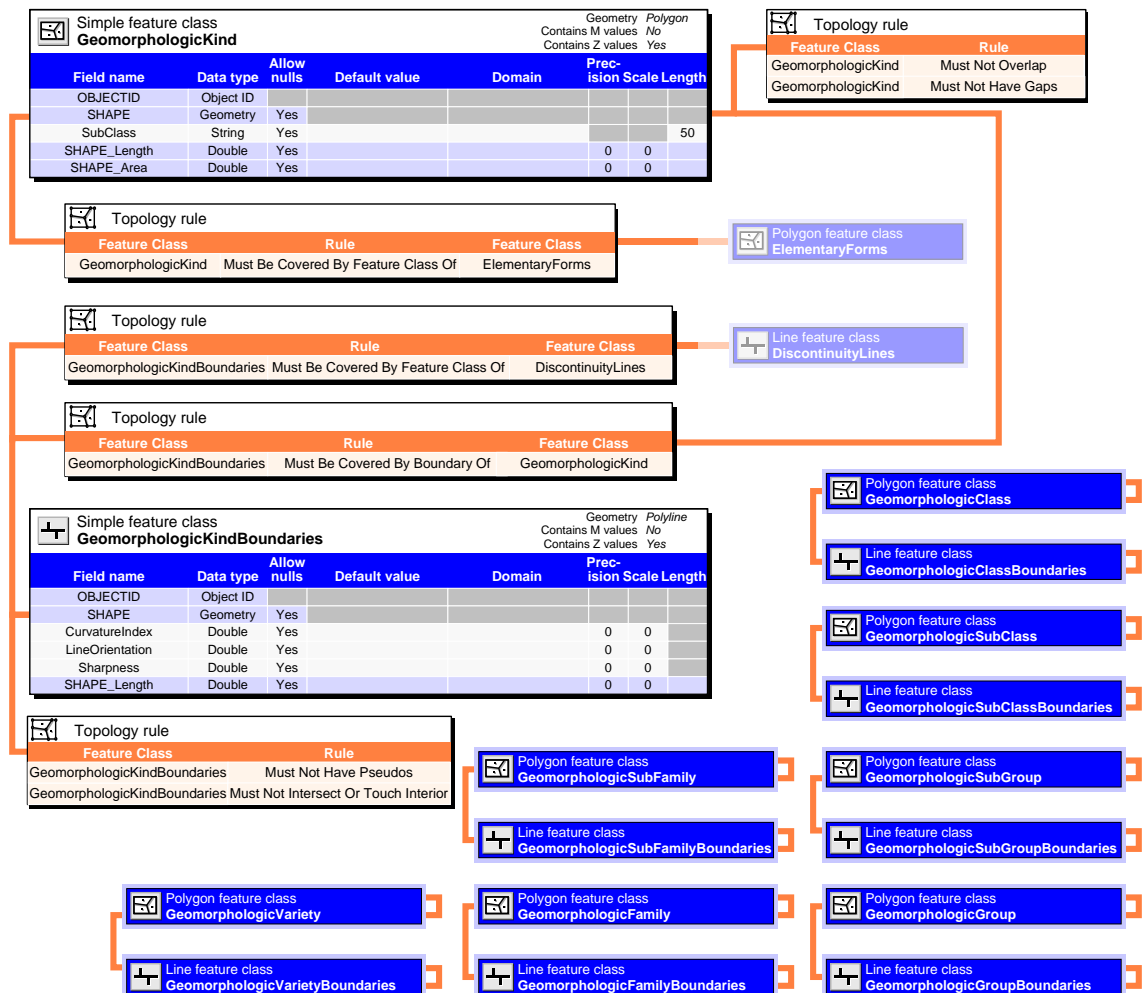 Simple feature class
GeomorphologicKind
Geometry Polygon
Contains M values No
Contains Z values Yes
Field name Data type Allow nulls Default value Domain Prec-ision Scale Length
OBJECTID Object ID
SHAPE Geometry Yes
SubClass String Yes 50
SHAPE_Length Double Yes 0 0
SHAPE_Area Double Yes 0 0
Topology rule
Feature Class Rule
GeomorphologicKind Must Not Overlap
GeomorphologicKind Must Not Have Gaps
Topology rule
Feature Class Rule Feature Class
GeomorphologicKind Must Be Covered By Feature Class Of ElementaryForms
Polygon feature class
ElementaryForms
Topology rule
Feature Class Rule Feature Class
GeomorphologicKindBoundaries Must Be Covered By Feature Class Of DiscontinuityLines
Line feature class
DiscontinuityLines
Topology rule
Feature Class Rule Feature Class
GeomorphologicKindBoundaries Must Be Covered By Boundary Of GeomorphologicKind
Simple feature class
GeomorphologicKindBoundaries
Geometry Polyline
Contains M values No
Contains Z values Yes
Field name Data type Allow nulls Default value Domain Prec-ision Scale Length
OBJECTID Object ID
SHAPE Geometry Yes
CurvatureIndex Double Yes 0 0
LineOrientation Double Yes 0 0
Sharpness Double Yes 0 0
SHAPE_Length Double Yes 0 0
Topology rule
Feature Class Rule
GeomorphologicKindBoundaries Must Not Have Pseudos
GeomorphologicKindBoundaries Must Not Intersect Or Touch Interior
Polygon feature class
GeomorphologicClass
Line feature class
GeomorphologicClassBoundaries
Polygon feature class
GeomorphologicSubClass
Line feature class
GeomorphologicSubClassBoundaries
Polygon feature class
GeomorphologicSubFamily
Line feature class
GeomorphologicSubFamilyBoundaries
Polygon feature class
GeomorphologicSubGroup
Line feature class
GeomorphologicSubGroupBoundaries
Polygon feature class
GeomorphologicVariety
Line feature class
GeomorphologicVarietyBoundaries
Polygon feature class
GeomorphologicFamily
Line feature class
GeomorphologicFamilyBoundaries
Polygon feature class
GeomorphologicGroup
Line feature class
GeomorphologicGroupBoundaries